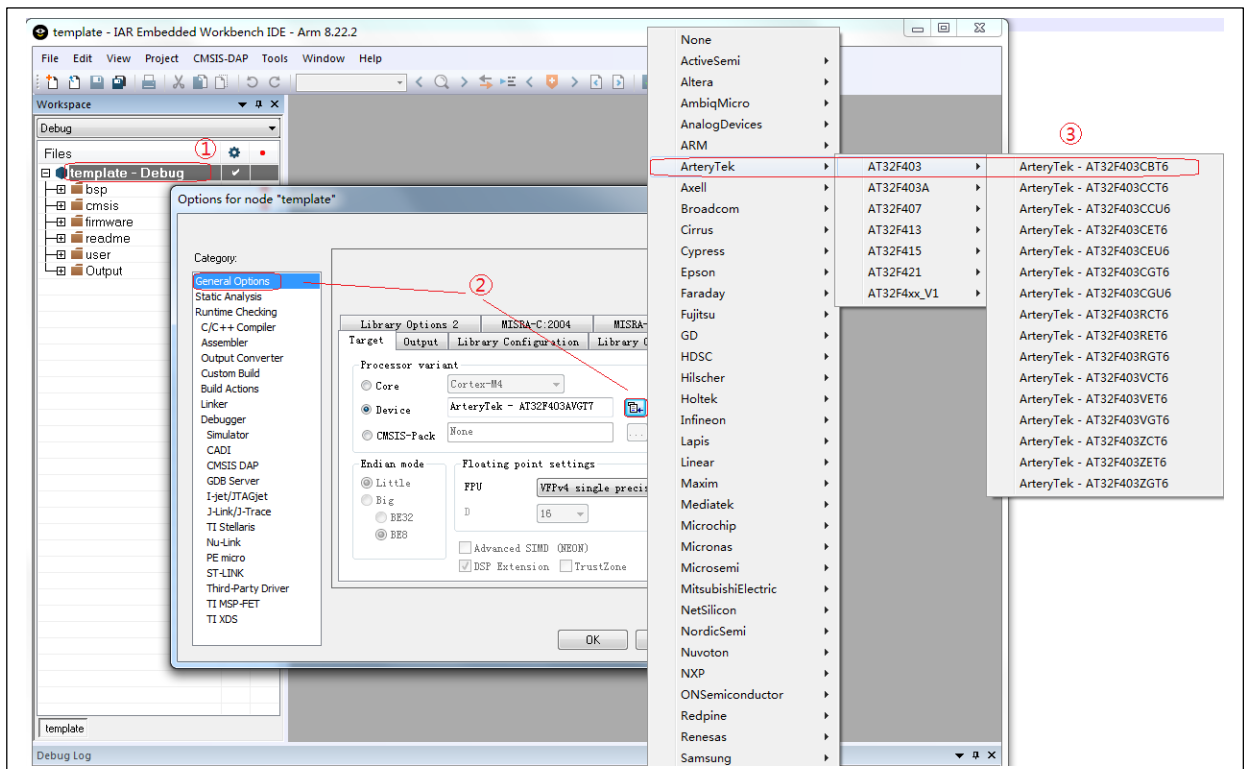 template - IAR Embedded Workbench IDE - Arm 8.22.2
File Edit View Project CMSIS-DAP Tools Window Help
Workspace
Debug
Files
①
template - Debug
bsp
cmsis
firmware
readme
user
Output
template
Debug Log
Options for node "template"
Category:
General Options
Static Analysis
Runtime Checking
C/C++ Compiler
Assembler
Output Converter
Custom Build
Build Actions
Linker
Debugger
Simulator
CADI
CMSIS DAP
GDB Server
I-jet/JTAGjet
J-Link/J-Trace
TI Stellaris
Nu-Link
PE micro
ST-LINK
Third-Party Driver
TI MSP-FET
TI XDS
②
Library Options 2 MISRA-C:2004 MISRA-
Target Output Library Configuration Library
Processor variant
Core Cortex-M4
Device ArteryTek - AT32F403AVGT7
CMSIS-Pack None
...
Endian mode
Little
Big
BE32
BE8
Floating point settings
FPU VFPv4 single precis
D 16
Advanced SIMD (NEON)
DSP Extension TrustZone
OK
None
ActiveSemi
Altera
AmbiqMicro
AnalogDevices
ARM
ArteryTek
Axell
Broadcom
Cirrus
Cypress
Epson
Faraday
Fujitsu
GD
HDSC
Hilscher
Holtek
Infineon
Lapis
Linear
Maxim
Mediatek
Microchip
Micronas
Microsemi
MitsubishiElectric
NetSilicon
NordicSemi
Nuvoton
NXP
ONSemiconductor
Redpine
Renesas
Samsung
AT32F403
AT32F403A
AT32F407
AT32F413
AT32F415
AT32F421
AT32F4xx_V1
③
ArteryTek - AT32F403CBT6
ArteryTek - AT32F403CCT6
ArteryTek - AT32F403CCU6
ArteryTek - AT32F403CET6
ArteryTek - AT32F403CEU6
ArteryTek - AT32F403CGT6
ArteryTek - AT32F403CGU6
ArteryTek - AT32F403RCT6
ArteryTek - AT32F403RET6
ArteryTek - AT32F403RGT6
ArteryTek - AT32F403VCT6
ArteryTek - AT32F403VET6
ArteryTek - AT32F403VGT6
ArteryTek - AT32F403ZCT6
ArteryTek - AT32F403ZET6
ArteryTek - AT32F403ZGT6